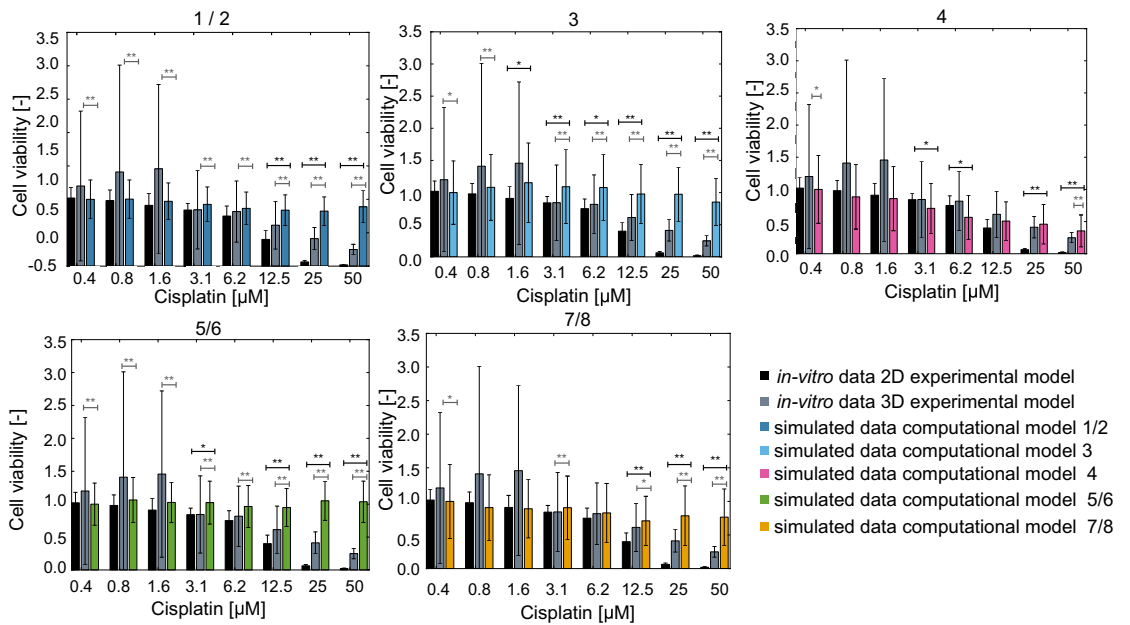 1 / 2
Cell viability [-]
3.5
3.0
2.5
2.0
1.5
1.0
0.5
0.0
-0.5
** ** ** ** ** ** ** **
** ** **
0.4 0.8 1.6 3.1 6.2 12.5 25 50
Cisplatin [µM]
3
Cell viability [-]
3.5
3.0
2.5
2.0
1.5
1.0
0.5
0.0
* ** * ** * ** ** **
** ** ** ** **
0.4 0.8 1.6 3.1 6.2 12.5 25 50
Cisplatin [µM]
4
Cell viability [-]
3.5
3.0
2.5
2.0
1.5
1.0
0.5
0.0
* * * ** **
**
0.4 0.8 1.6 3.1 6.2 12.5 25 50
Cisplatin [µM]
5/6
Cell viability [-]
3.5
3.0
2.5
2.0
1.5
1.0
0.5
0.0
** ** ** * ** ** **
** ** ** ** **
0.4 0.8 1.6 3.1 6.2 12.5 25 50
Cisplatin [µM]
7/8
Cell viability [-]
3.5
3.0
2.5
2.0
1.5
1.0
0.5
0.0
* ** ** ** **
* ** **
0.4 0.8 1.6 3.1 6.2 12.5 25 50
Cisplatin [µM]
in-vitro data 2D experimental model
in-vitro data 3D experimental model
simulated data computational model 1/2
simulated data computational model 3
simulated data computational model 4
simulated data computational model 5/6
simulated data computational model 7/8